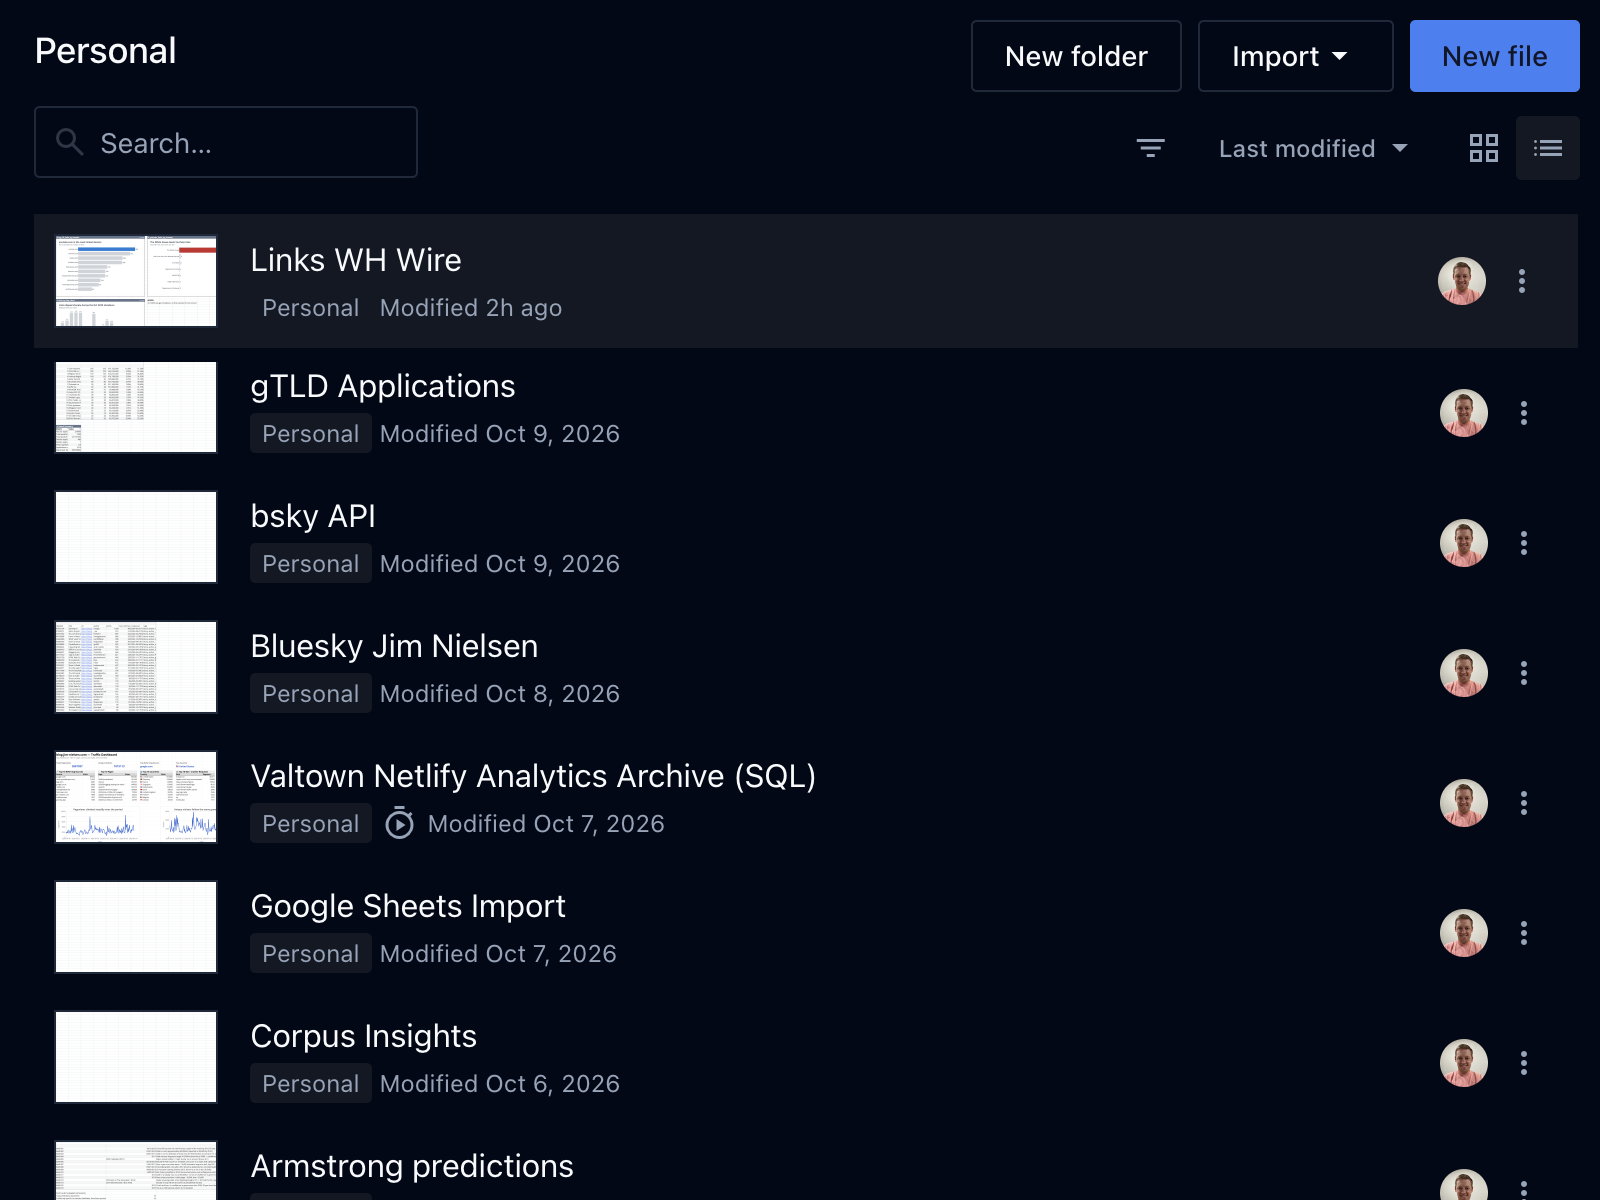 Personal
New folder
Import
New file
Search...
Last modified
Links WH Wire
Personal Modified 2h ago
gTLD Applications
Personal Modified Oct 9, 2026
bsky API
Personal Modified Oct 9, 2026
Bluesky Jim Nielsen
Personal Modified Oct 8, 2026
Valtown Netlify Analytics Archive (SQL)
Personal Modified Oct 7, 2026
Google Sheets Import
Personal Modified Oct 7, 2026
Corpus Insights
Personal Modified Oct 6, 2026
Armstrong predictions